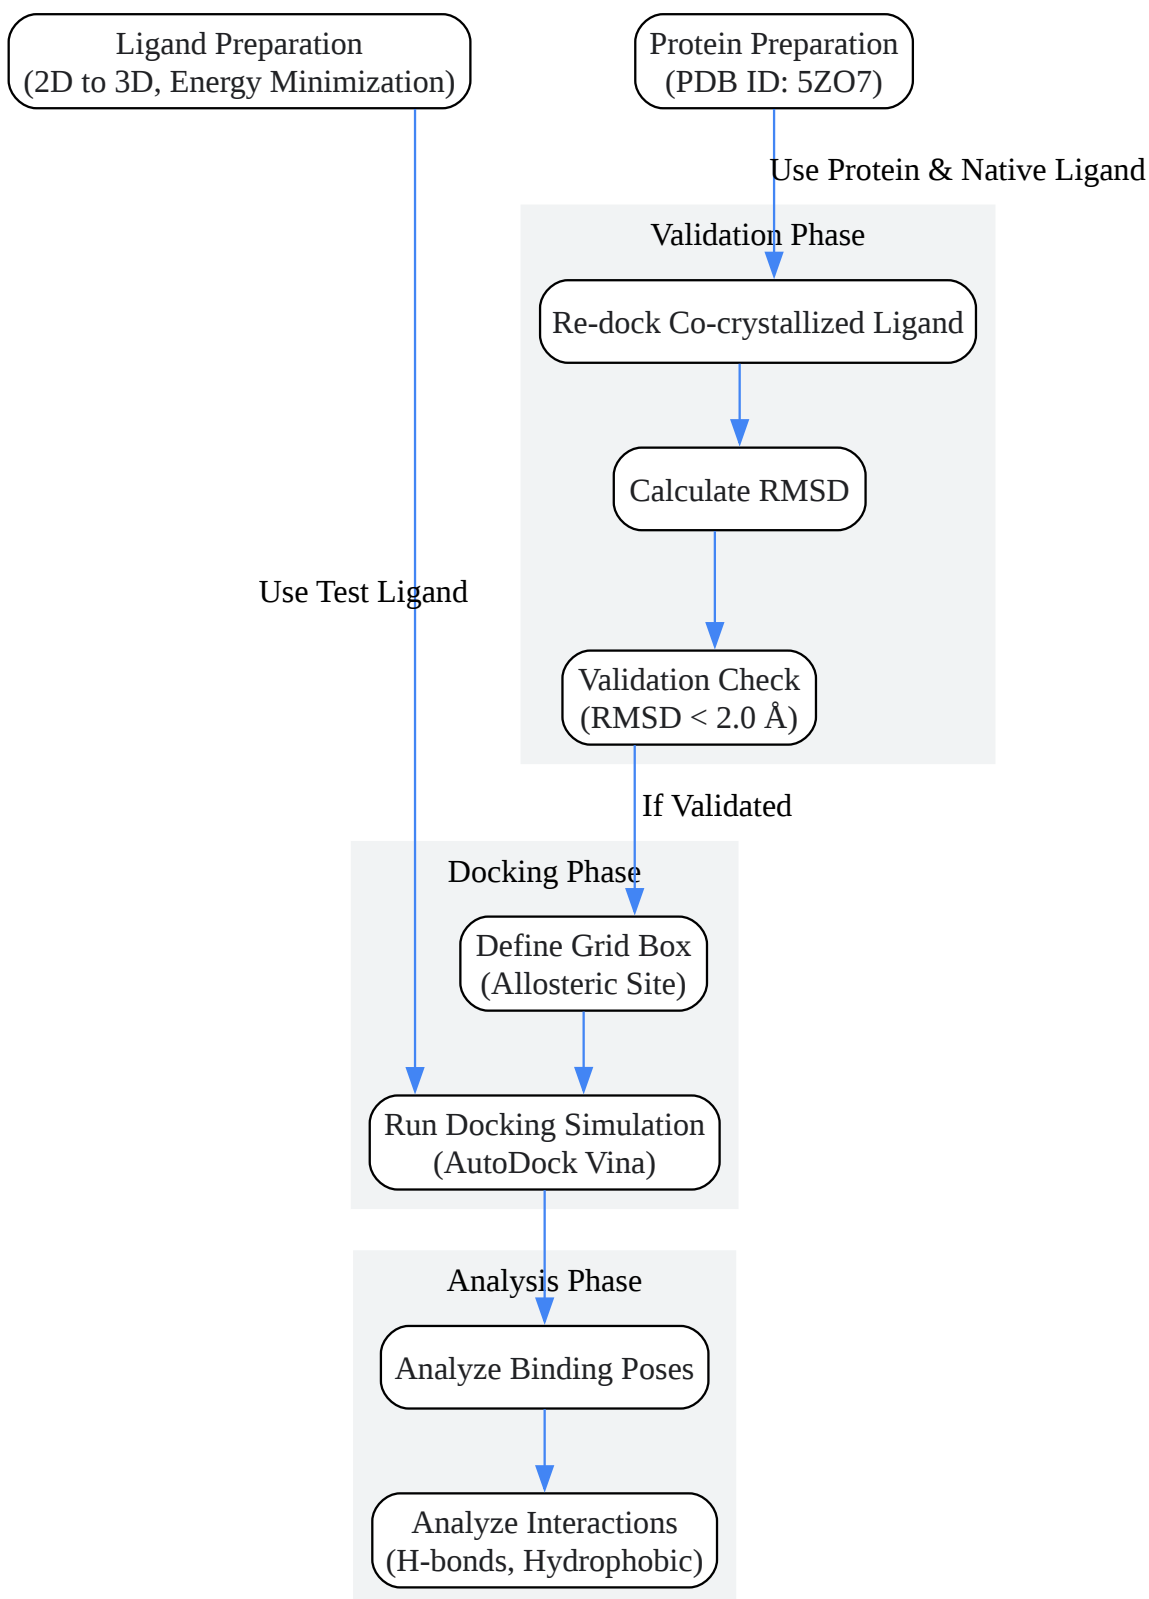 Ligand Preparation
(2D to 3D, Energy Minimization)
Protein Preparation
(PDB ID: 5ZO7)
Use Protein & Native Ligand
Validation Phase
Re-dock Co-crystallized Ligand
Calculate RMSD
Use Test Ligand
Validation Check
(RMSD < 2.0 Å)
If Validated
Docking Phase
Define Grid Box
(Allosteric Site)
Run Docking Simulation
(AutoDock Vina)
Analysis Phase
Analyze Binding Poses
Analyze Interactions
(H-bonds, Hydrophobic)